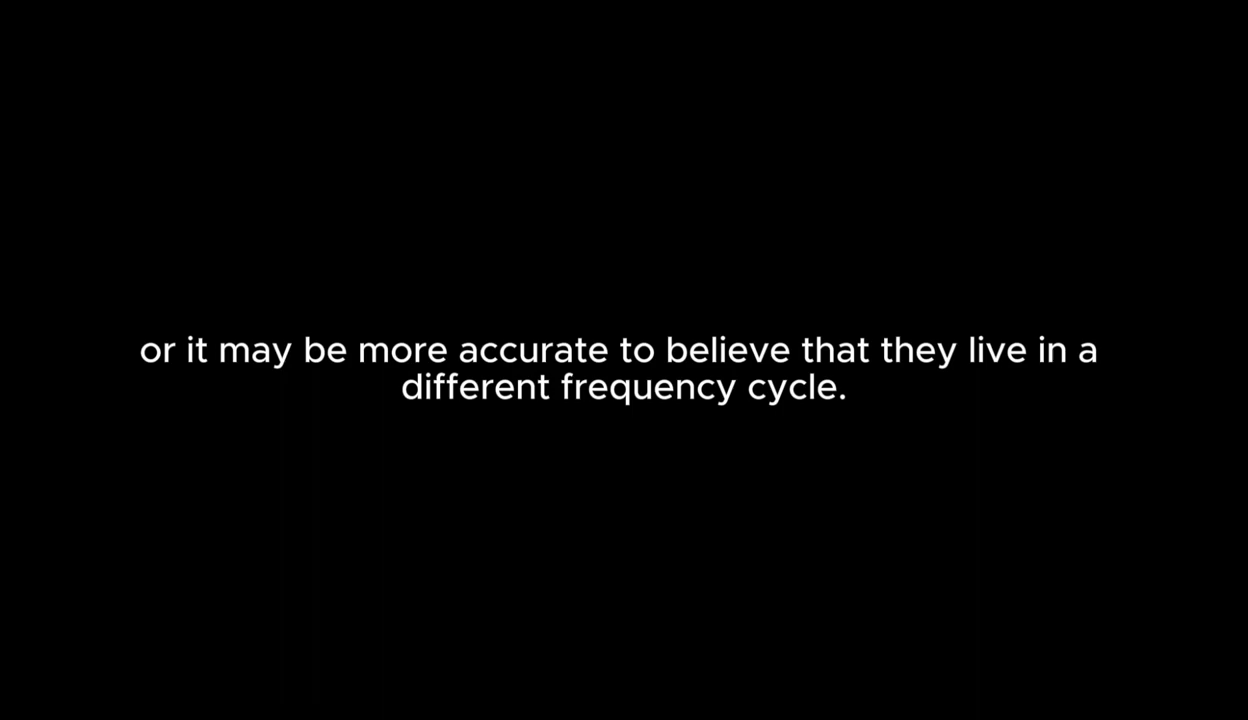 or it may be more accurate to believe that they live in a
different frequency cycle.